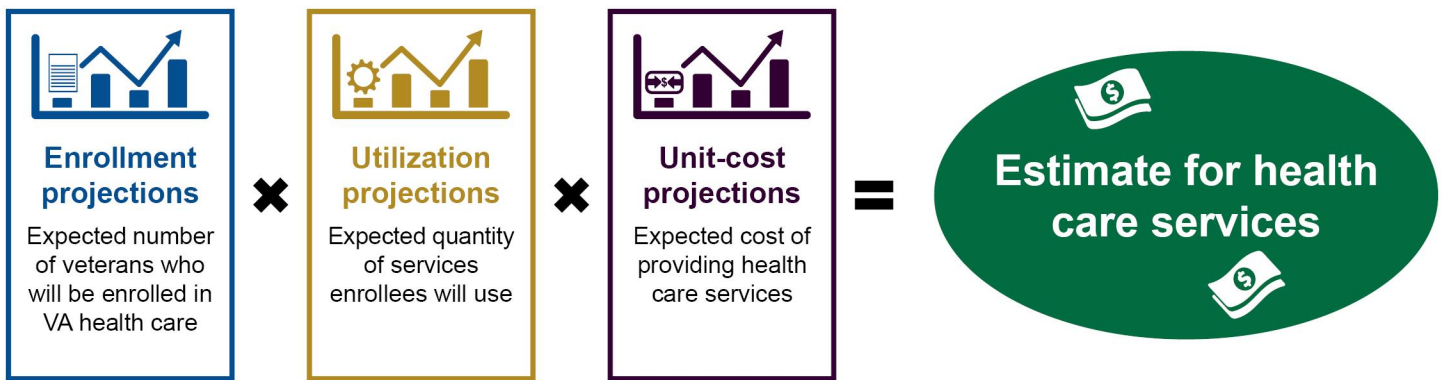 Enrollment
projections
Expected number
of veterans who
will be enrolled in
VA health care
✖
Utilization
projections
Expected quantity
of services
enrollees will use
✖
Unit-cost
projections
Expected cost of
providing health
care services
$
=
$
Estimate for health
care services
$